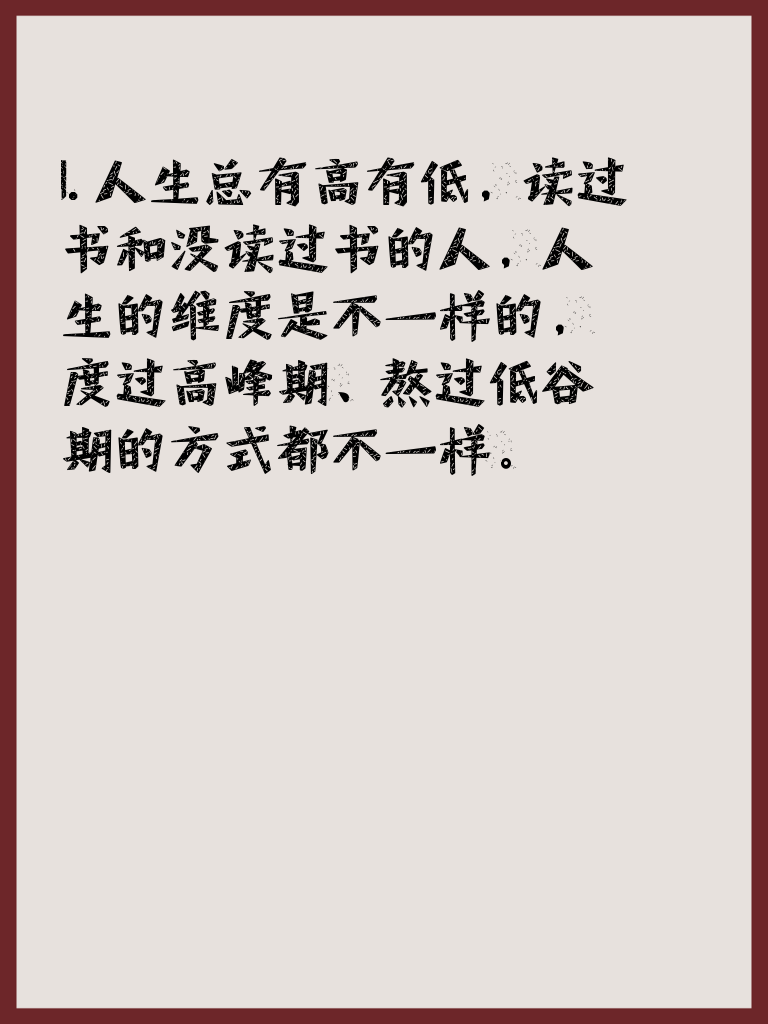 1.人生总有高有低，读过
书和没读过书的人，人
生的维度是不一样的，
度过高峰期、熬过低谷
期的方式都不一样。